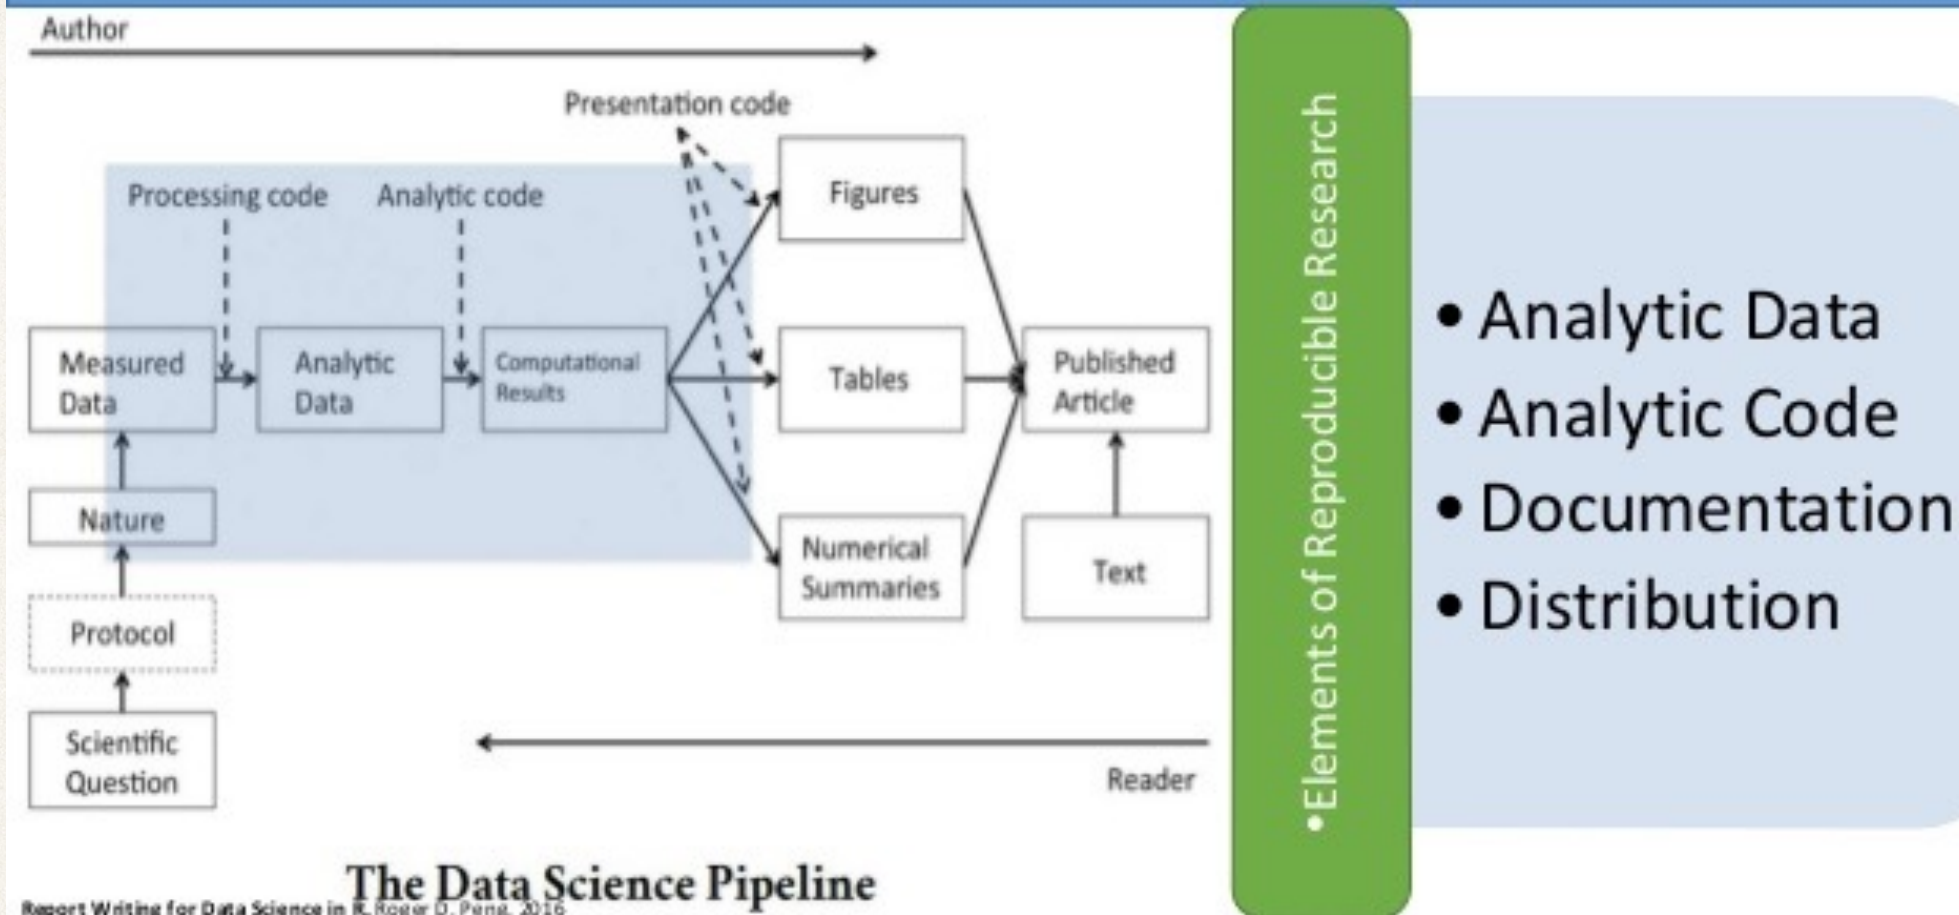 Author
Presentation code
Processing code
Analytic code
Figures
Measured
Data
Analytic
Data
Computational
Results
Tables
Published
Article
Nature
Numerical
Summaries
Text
Protocol
Scientific
Question
Reader
The Data Science Pipeline
Report Writing for Data Science in R. Roger D. Peng, 2016
•Elements of Reproducible Research
• Analytic Data
• Analytic Code
• Documentation
• Distribution